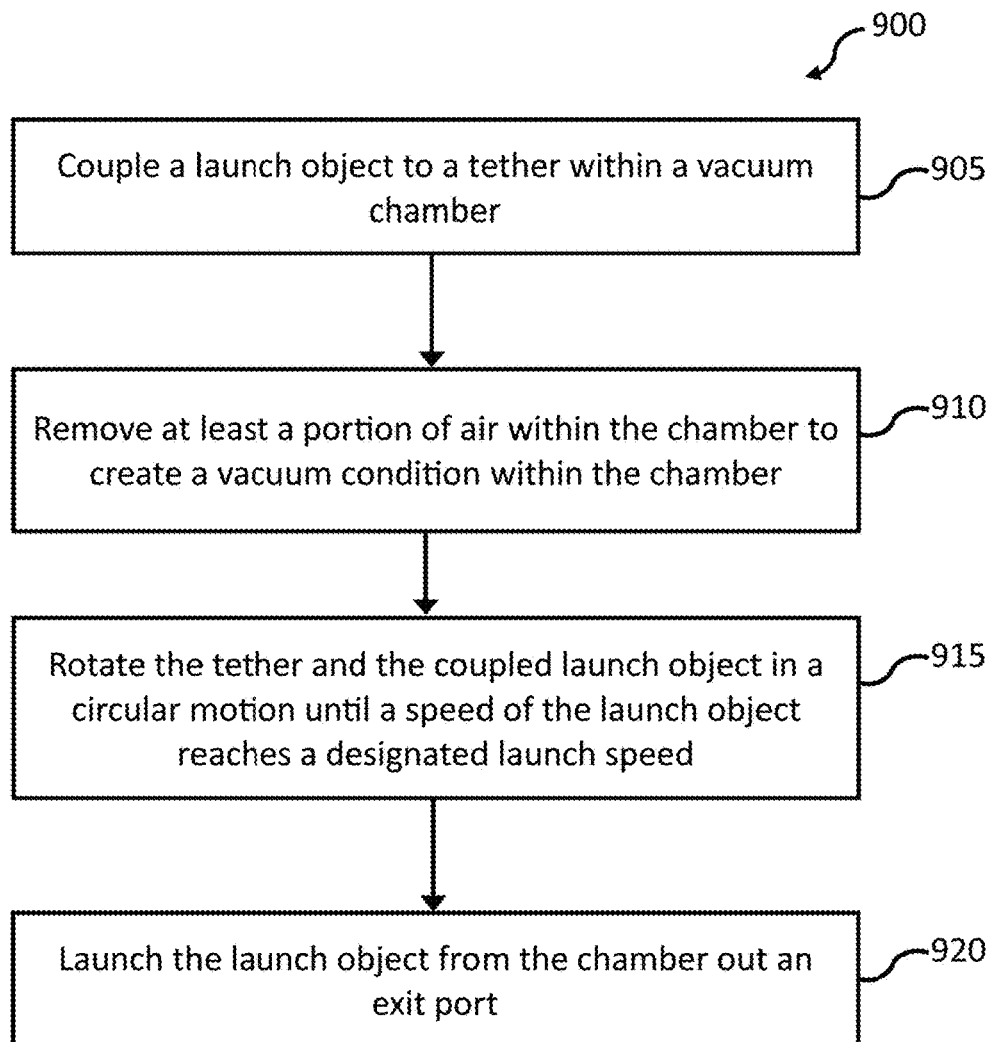 900
Couple a launch object to a tether within a vacuum
chamber
905
Remove at least a portion of air within the chamber to
create a vacuum condition within the chamber
910
Rotate the tether and the coupled launch object in a
circular motion until a speed of the launch object
reaches a designated launch speed
915
Launch the launch object from the chamber out an
exit port
920